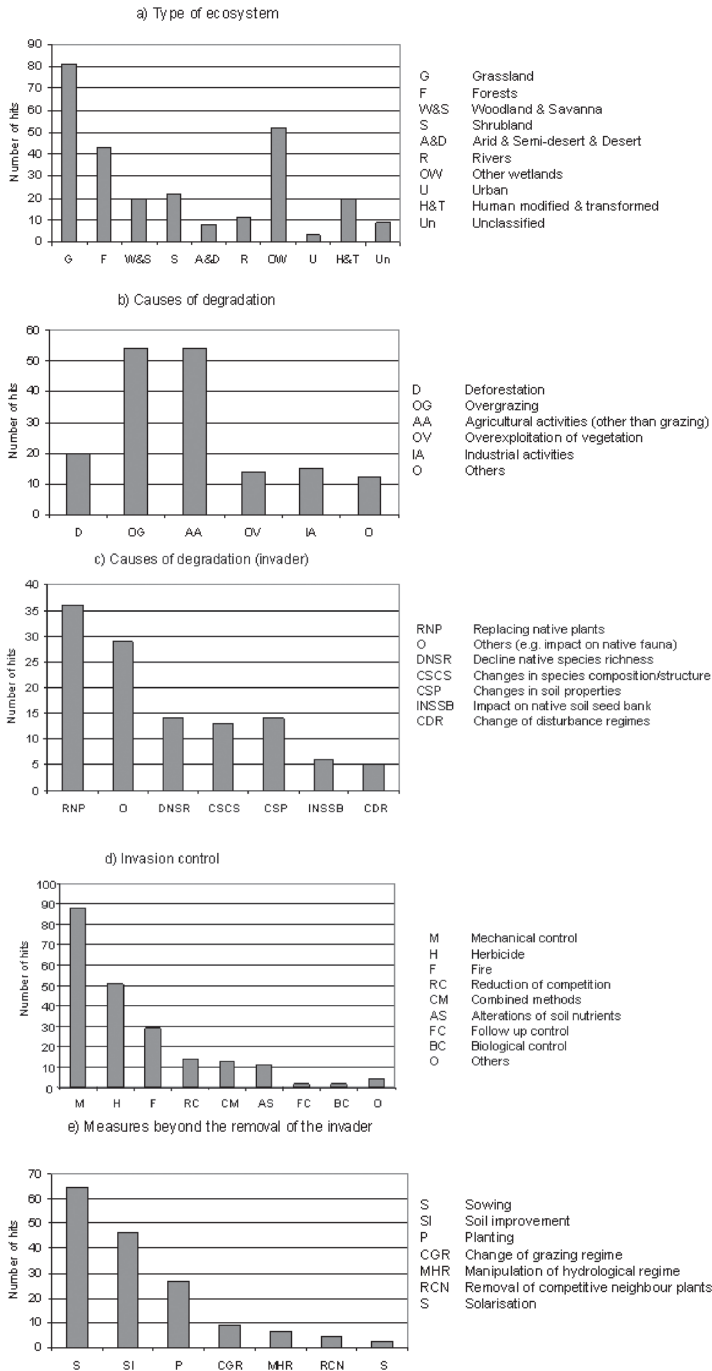 a) Type of ecosystem
90
80
70
60
50
40
30
20
10
0
Number of hits
G F W&S S A&D R OW U H&T Un
G Grassland
F Forests
W&S Woodland & Savanna
S Shrubland
A&D Arid & Semi-desert & Desert
R Rivers
OW Other wetlands
U Urban
H&T Human modified & transformed
Un Unclassified
b) Causes of degradation
60
50
40
30
20
10
0
Number of hits
D OG AA OV IA O
D Deforestation
OG Overgrazing
AA Agricultural activities (other than grazing)
OV Overexploitation of vegetation
IA Industrial activities
O Others
c) Causes of degradation (invader)
40
35
30
25
20
15
10
5
0
Number of hits
RNP O DNSR CSCS CSP INSSB CDR
RNP Replacing native plants
O Others (e.g. impact on native fauna)
DNSR Decline native species richness
CSCS Changes in species composition/structure
CSP Changes in soil properties
INSSB Impact on native soil seed bank
CDR Change of disturbance regimes
d) Invasion control
100
90
80
70
60
50
40
30
20
10
0
Number of hits
M H F RC CM AS FC BC O
M Mechanical control
H Herbicide
F Fire
RC Reduction of competition
CM Combined methods
AS Alterations of soil nutrients
FC Follow up control
BC Biological control
O Others
e) Measures beyond the removal of the invader
70
60
50
40
30
20
10
0
Number of hits
S SI P CGR MHR RCN S
S Sowing
SI Soil improvement
P Planting
CGR Change of grazing regime
MHR Manipulation of hydrological regime
RCN Removal of competitive neighbour plants
S Solarisation